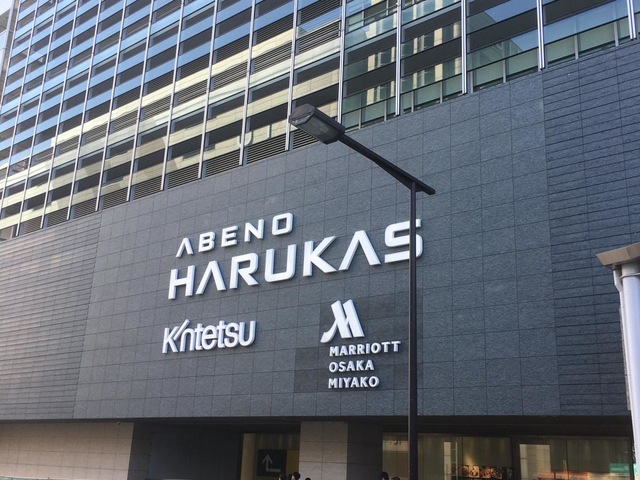 ABENO
HARUKAS
Kintetsu
MARRIOTT
OSAKA
MIYAKO